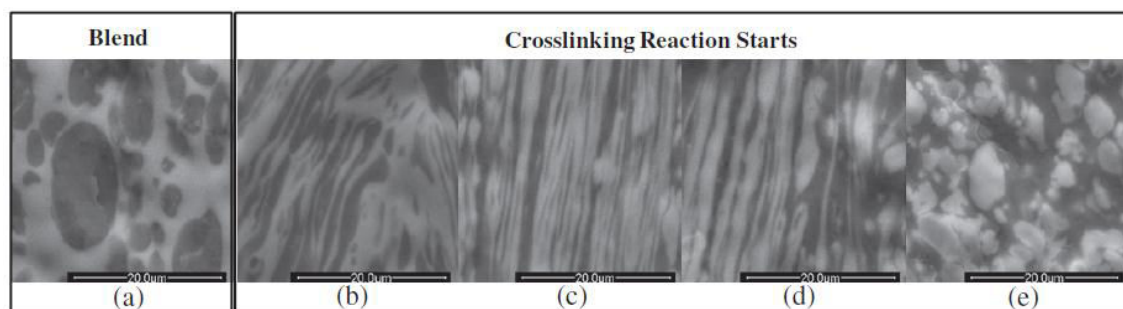 Blend
Crosslinking Reaction Starts
20.0um
20.0um
20.0um
20.0um
20.0um
(a)
(b)
(c)
(d)
(e)